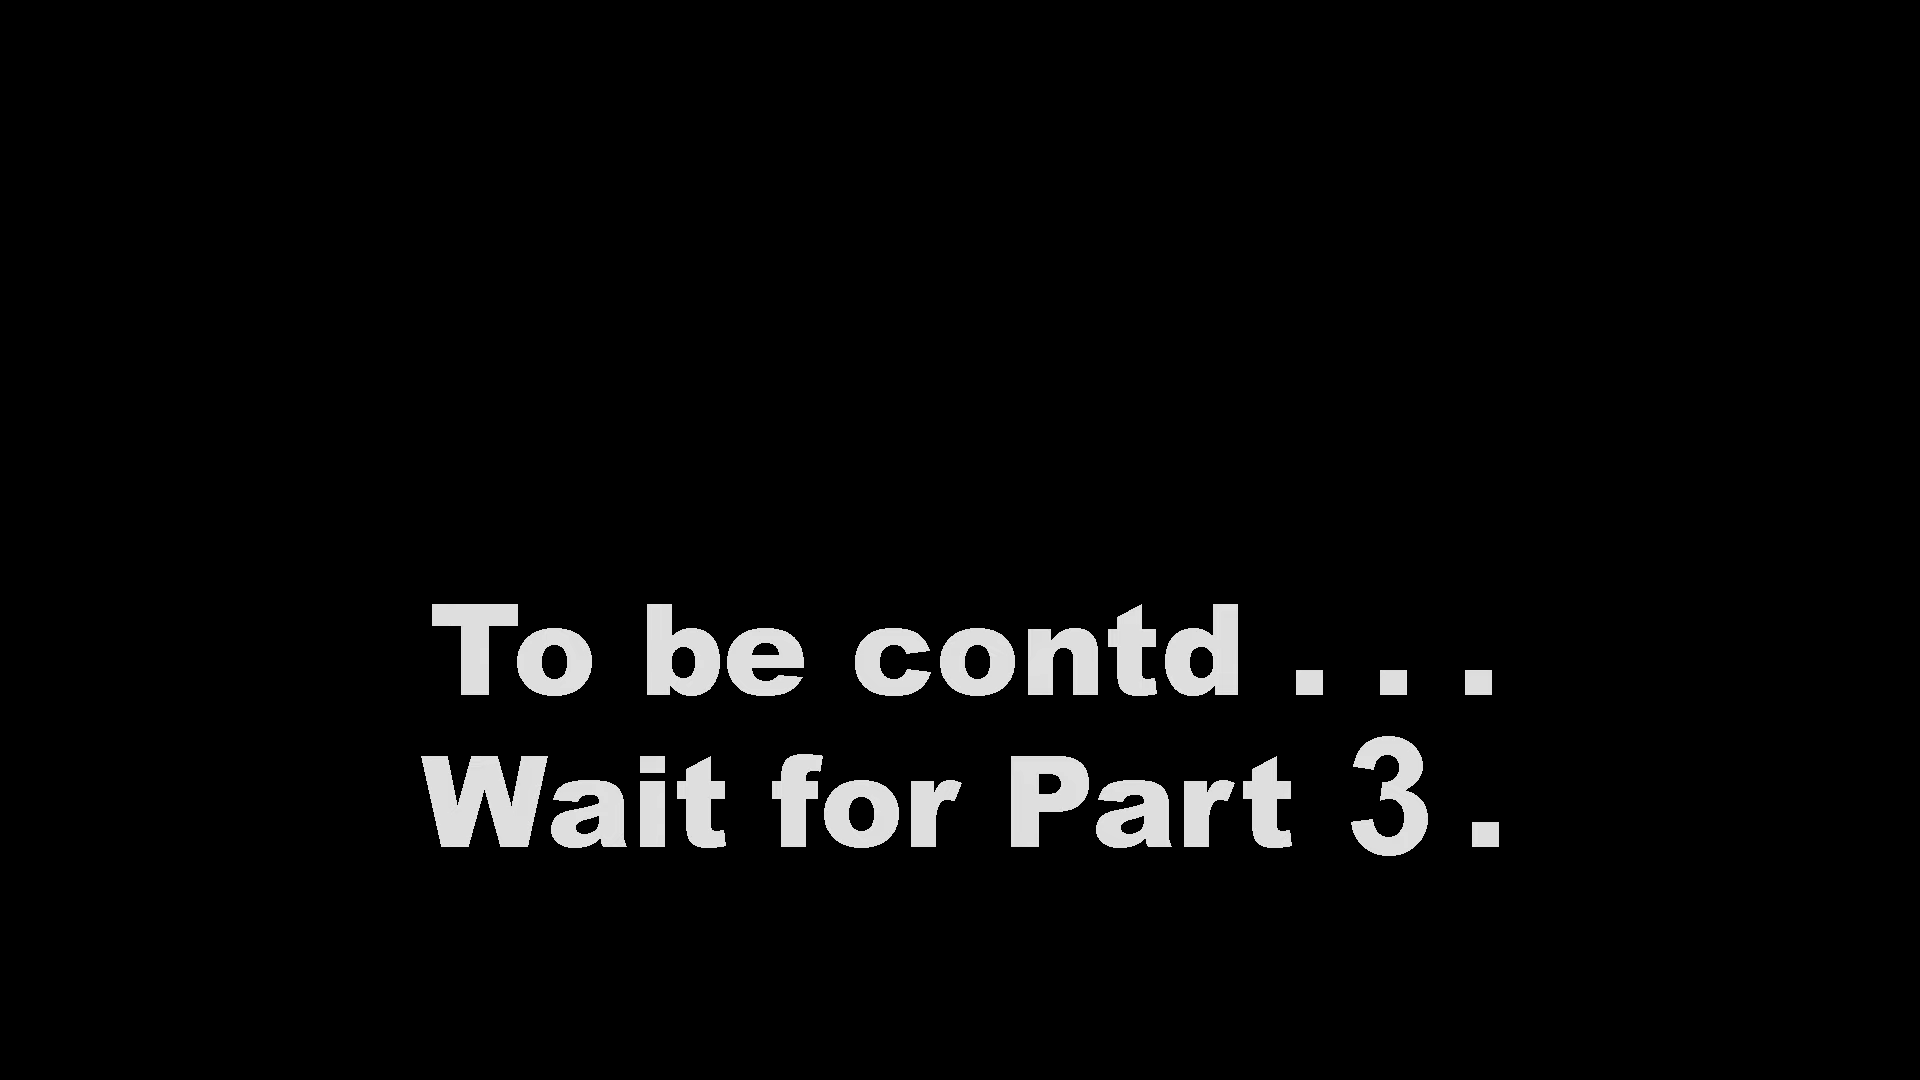 To be contd . . .
Wait for Part 3 .